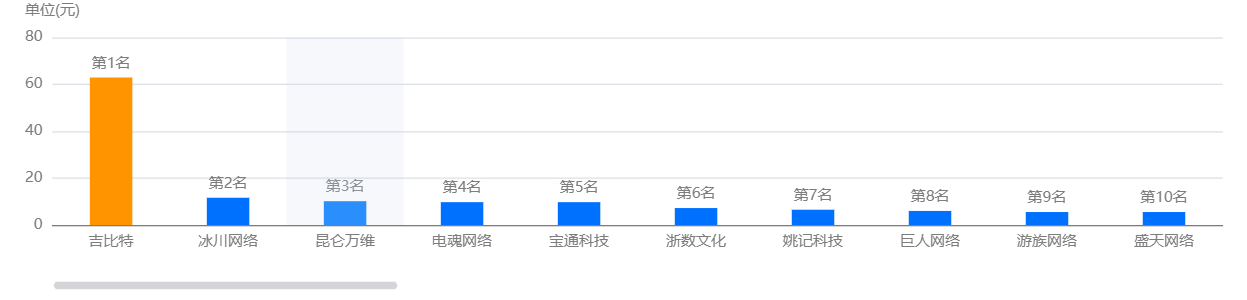 单位(元)
80
60
40
20
0
第1名
第2名
第3名
第4名
第5名
第6名
第7名
第8名
第9名
第10名
吉比特
冰川网络
昆仑万维
电魂网络
宝通科技
浙数文化
姚记科技
巨人网络
游族网络
盛天网络